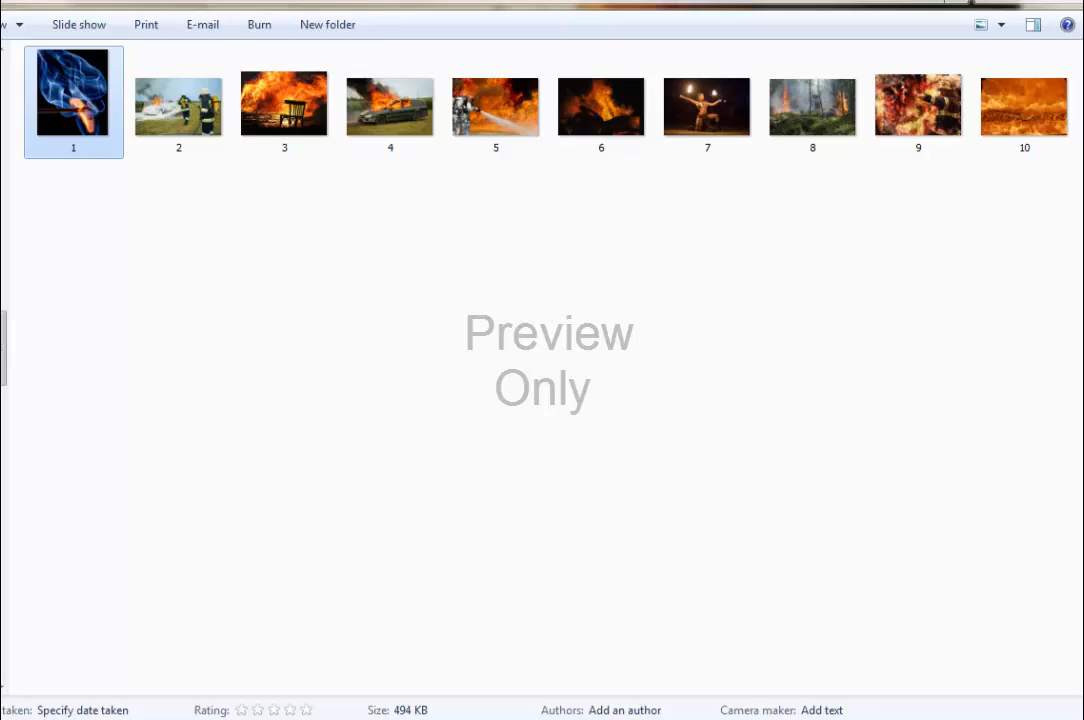 Slide show Print E-mail Burn New folder
1 2 3 4 5 6 7 8 9 10
Preview
Only
taken: Specify date taken Rating: Size: 494 KB Authors: Add an author Camera maker: Add text